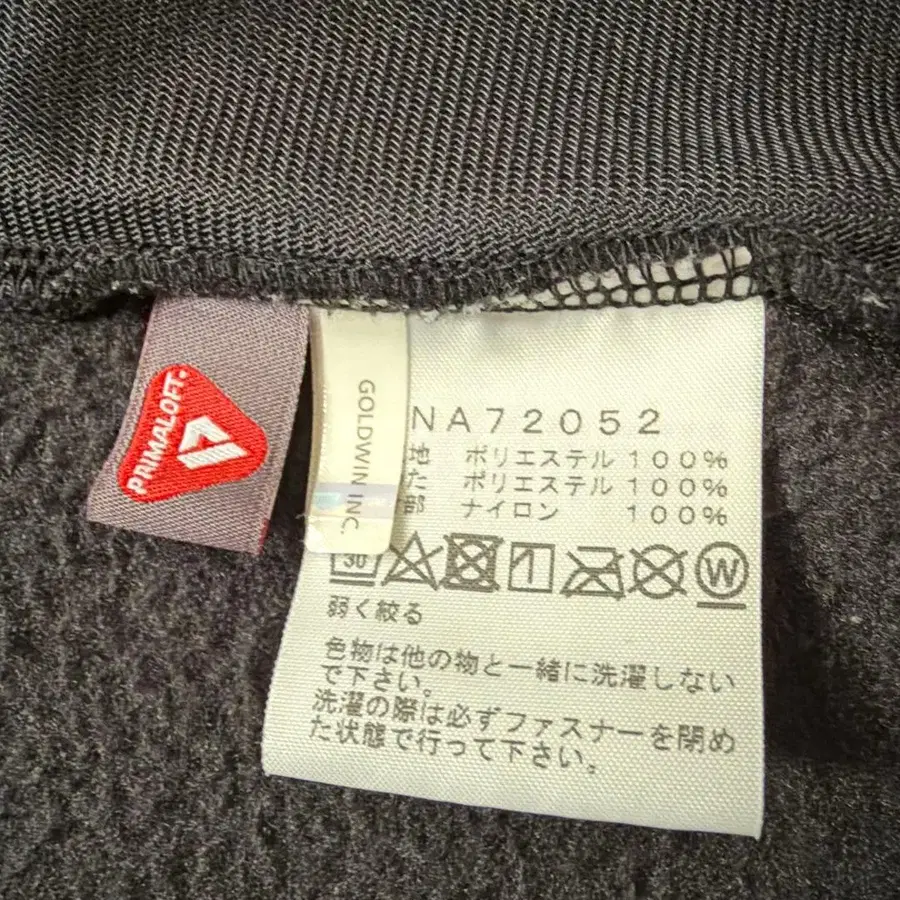 PRIMALOFT
GOLDWIN INC.
NA72052
地 ポリエステル 100%
た ポリエステル 100%
部 ナイロン 100%
30
W
弱く絞る
色物は他の物と一緒に洗濯しない
で下さい。
洗濯の際は必ずファスナーを閉め
た状態で行って下さい。